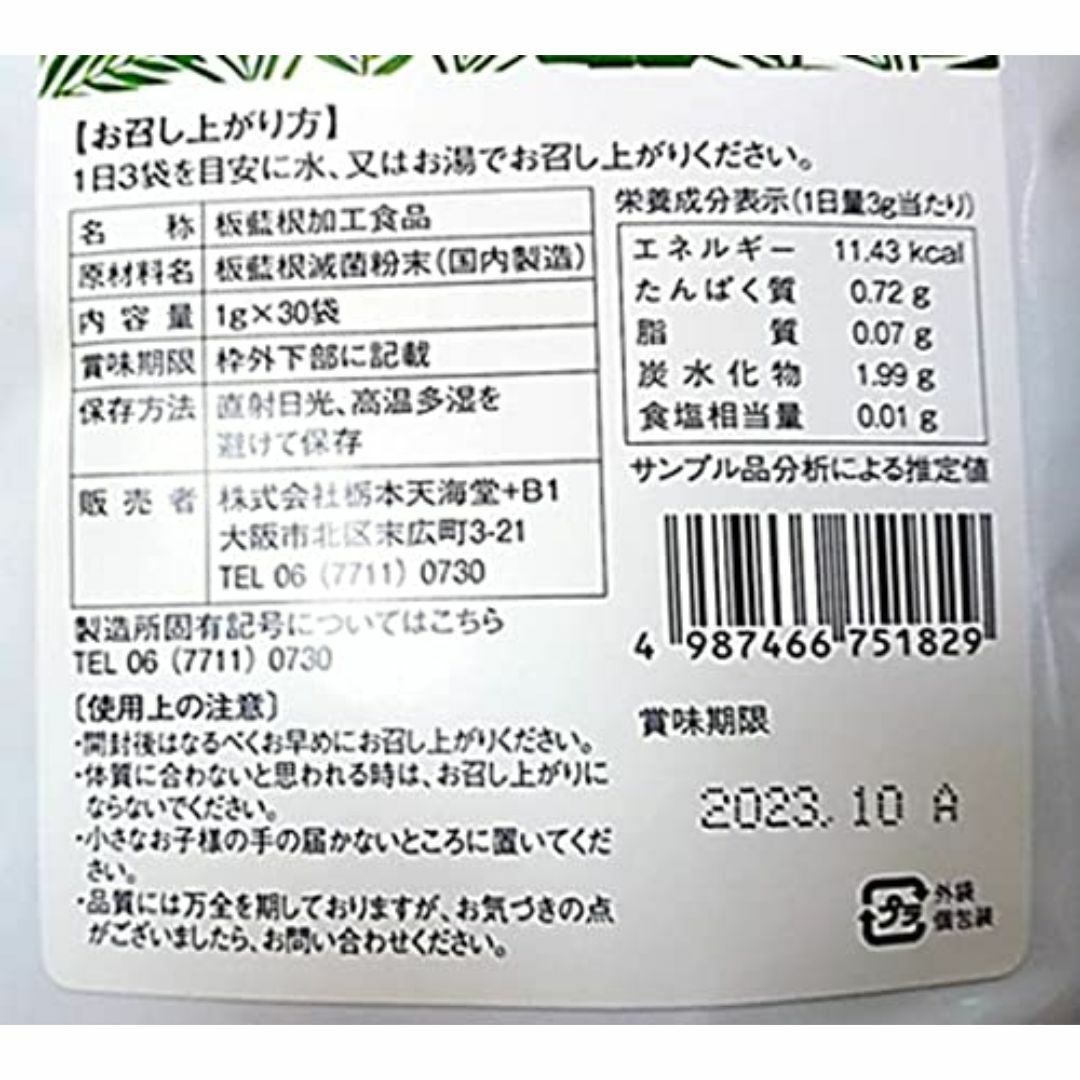 【お召し上がり方】
1日3袋を目安に水、又はお湯でお召し上がりください。
名称 板藍根加工食品
原材料名 板藍根滅菌粉末(国内製造)
内容量 1g×30袋
賞味期限 枠外下部に記載
保存方法 直射日光、高温多湿を
避けて保存
販売者 株式会社栃本天海堂+B1
大阪市北区末広町3-21
TEL 06 (7711) 0730
製造所固有記号についてはこちら
TEL 06 (7711) 0730
〔使用上の注意〕
・開封後はなるべくお早めにお召し上がりください。
・体質に合わないと思われる時は、お召し上がりに
ならないでください。
・小さなお子様の手の届かないところに置いてくだ
さい。
・品質には万全を期しておりますが、お気づきの点
がございましたら、お問い合わせください。
栄養成分表示(1日量3g当たり)
エネルギー 11.43 kcal
たんぱく質 0.72 g
脂質 0.07 g
炭水化物 1.99 g
食塩相当量 0.01 g
サンプル品分析による推定値
4 987466 751829
賞味期限
2023.10 A
プラ
外袋
個包装